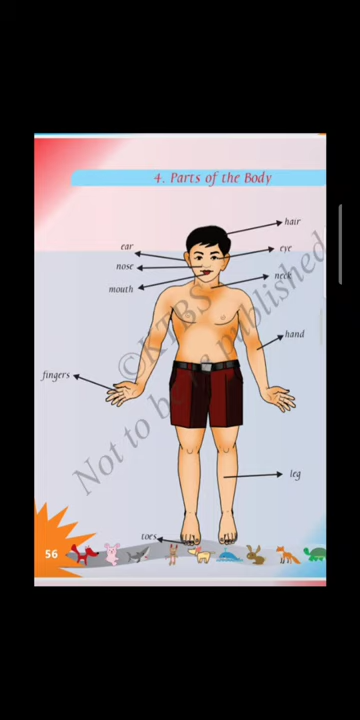 4. Parts of the Body
hair
ear
eye
nose
neck
mouth
hand
fingers
leg
toes
56
©KTBS
Not to be republished